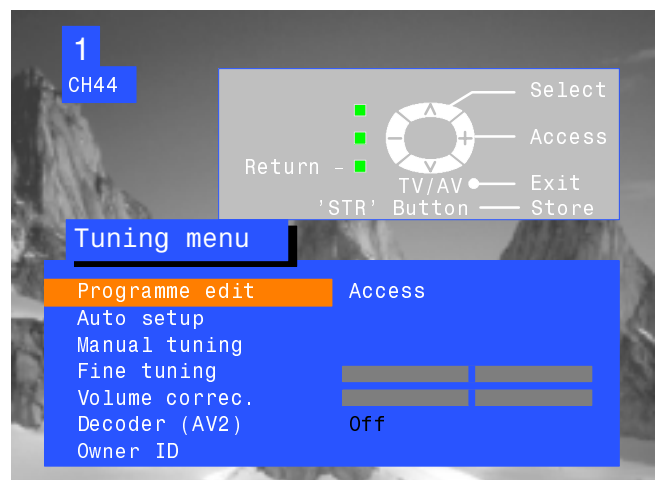 1
CH44
Select
Access
Return –
TV/AV Exit
'STR' Button Store
Tuning menu
Programme edit Access
Auto setup
Manual tuning
Fine tuning
Volume correc.
Decoder (AV2) Off
Owner ID